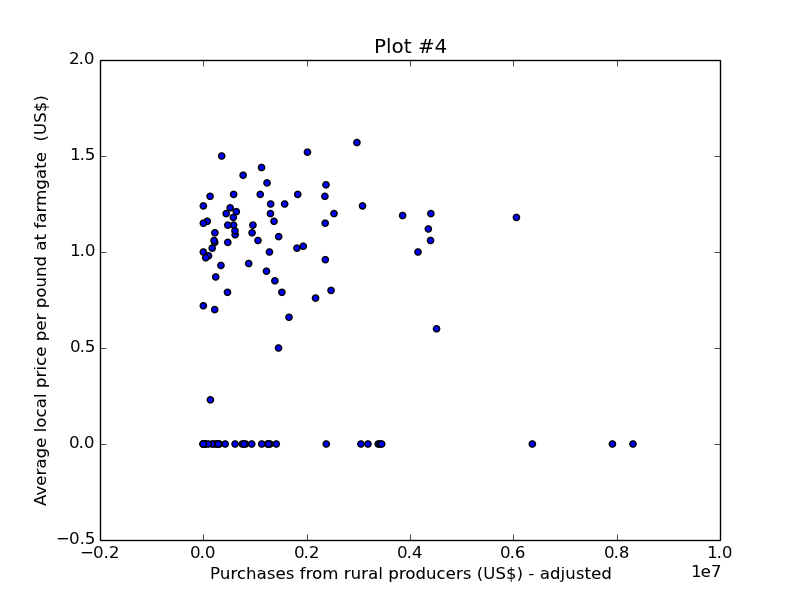 Plot #4
2.0
1.5
1.0
0.5
0.0
−0.5
Average local price per pound at farmgate  (US$)
−0.2 0.0 0.2 0.4 0.6 0.8 1.0
1e7
Purchases from rural producers (US$) - adjusted